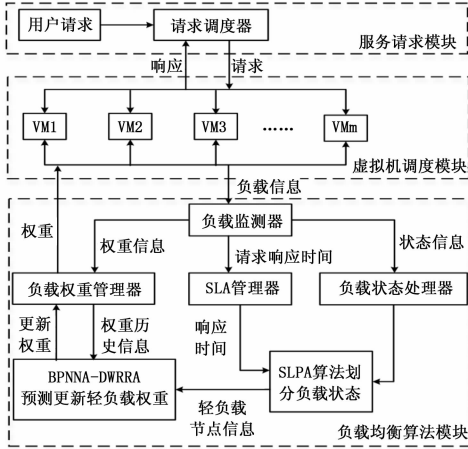 用户请求
请求调度器
服务请求模块
响应
请求
VM1
VM2
VM3
……
VMm
虚拟机调度模块
负载信息
权重
权重信息
负载监测器
请求响应时间
状态信息
负载权重管理器
SLA管理器
负载状态处理器
更新
权重
权重历
史信息
响应
时间
BPNNA-DWRRA
预测更新轻负载权重
SLPA算法划
分负载状态
轻负载
节点信息
负载均衡算法模块